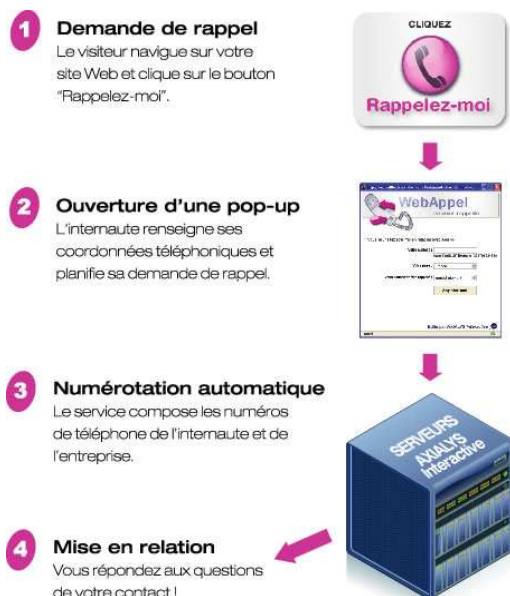 1
Demande de rappel
Le visiteur navigue sur votre
site Web et clique sur le bouton
"Rappelez-moi".
CLIQUEZ
Rappelez-moi
2
Ouverture d'une pop-up
L'internaute renseigne ses
coordonnées téléphoniques et
planifie sa demande de rappel.
WebAppel
3
Numérotation automatique
Le service compose les numéros
de téléphone de l'internaute et de
l'entreprise.
SERVEURS
AXIALYS
Interactive
4
Mise en relation
Vous répondez aux questions
de votre contact !